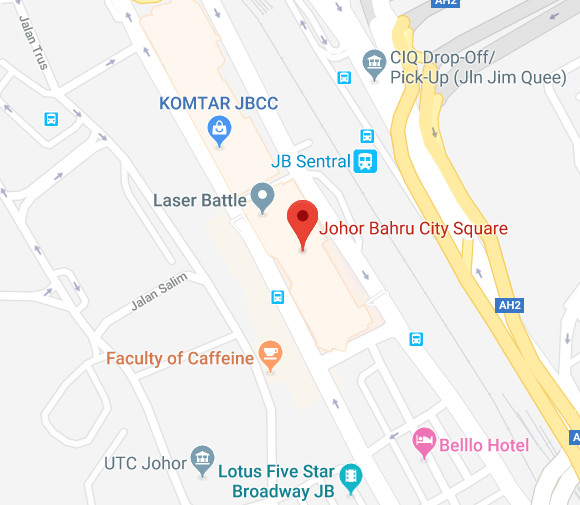 AH2
Jalan Trus
CIQ Drop-Off/
Pick-Up (Jln Jim Quee)
KOMTAR JBCC
JB Sentral
Laser Battle
Johor Bahru City Square
Jalan Salim
AH2
Faculty of Caffeine
A
Belllo Hotel
UTC Johor
Lotus Five Star
Broadway JB